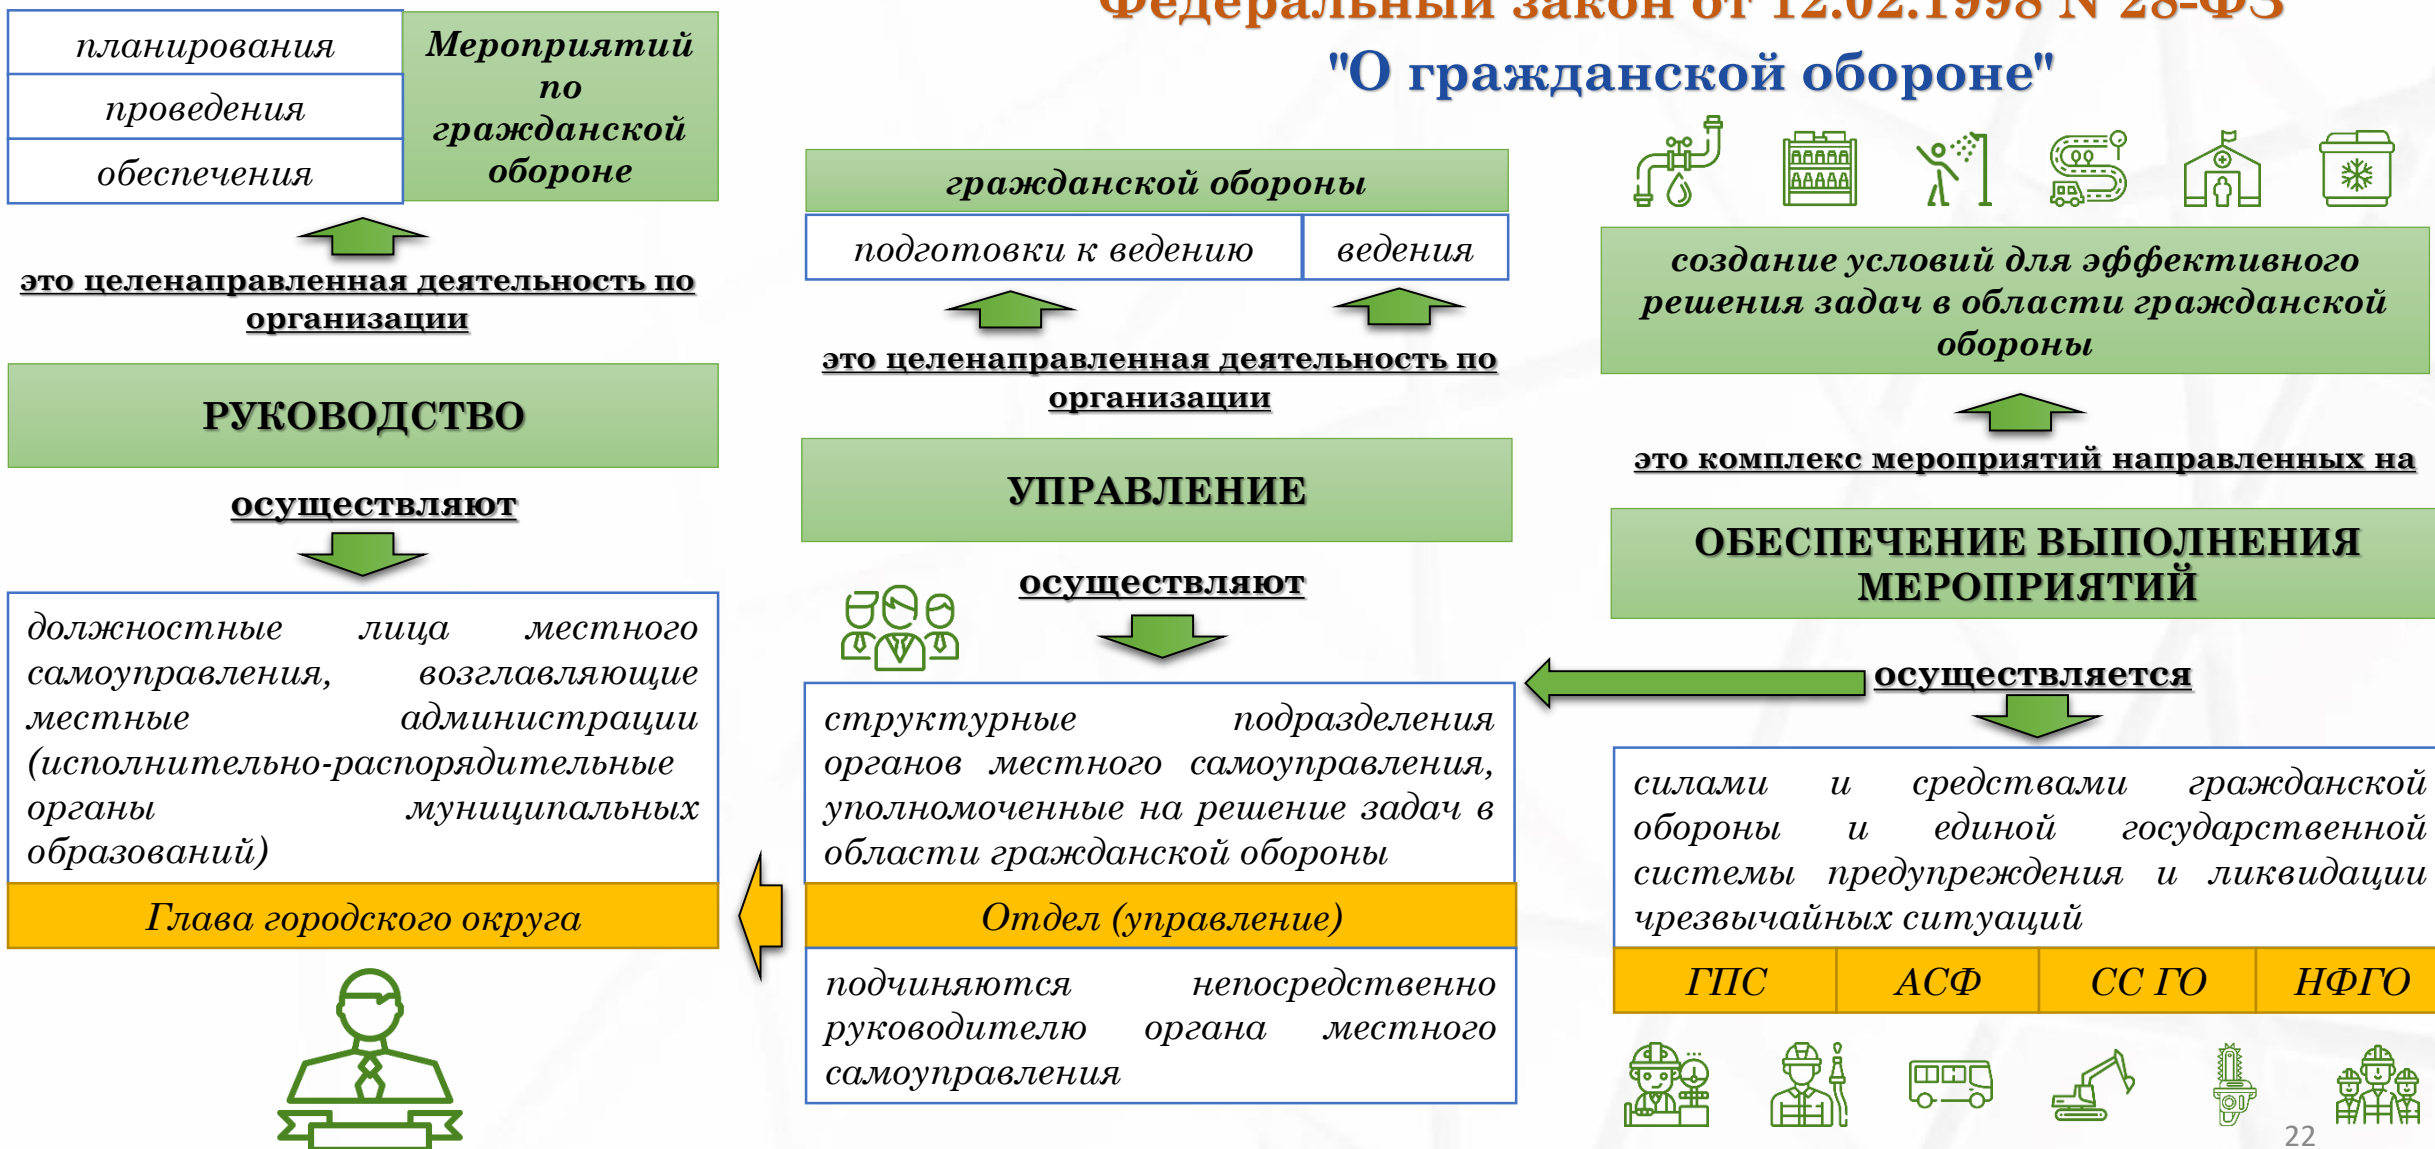 Федеральный закон от 12.02.1998 N 28-ФЗ
"О гражданской обороне"
планирования
проведения
обеспечения
Мероприятий
по
гражданской
обороне
это целенаправленная деятельность по
организации
РУКОВОДСТВО
осуществляют
должностные лица местного
самоуправления, возглавляющие
местные администрации
(исполнительно-распорядительные
органы муниципальных
образований)
Глава городского округа
гражданской обороны
подготовки к ведению
ведения
это целенаправленная деятельность по
организации
УПРАВЛЕНИЕ
осуществляют
структурные подразделения
органов местного самоуправления,
уполномоченные на решение задач в
области гражданской обороны
Отдел (управление)
подчиняются непосредственно
руководителю органа местного
самоуправления
создание условий для эффективного
решения задач в области гражданской
обороны
это комплекс мероприятий направленных на
ОБЕСПЕЧЕНИЕ ВЫПОЛНЕНИЯ
МЕРОПРИЯТИЙ
осуществляется
силами и средствами гражданской
обороны и единой государственной
системы предупреждения и ликвидации
чрезвычайных ситуаций
ГПС
АСФ
СС ГО
НФГО
22